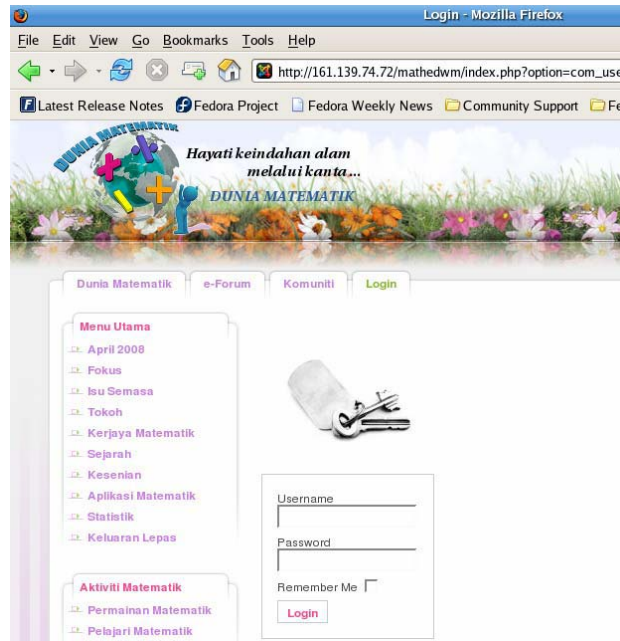 Login - Mozilla Firefox
File Edit View Go Bookmarks Tools Help
http://161.139.74.72/mathedwm/index.php?option=com_use
Latest Release Notes Fedora Project Fedora Weekly News Community Support Fe
DUNIA MATEMATIK
Hayati keindahan alam
melalui kanta...
DUNIA MATEMATIK
Dunia Matematik e-Forum Komuniti Login
Menu Utama
April 2008
Fokus
Isu Semasa
Tokoh
Kerjaya Matematik
Sejarah
Kesenian
Aplikasi Matematik
Statistik
Keluaran Lepas
Username
Password
Remember Me
Login
Aktiviti Matematik
Permainan Matematik
Pelajari Matematik